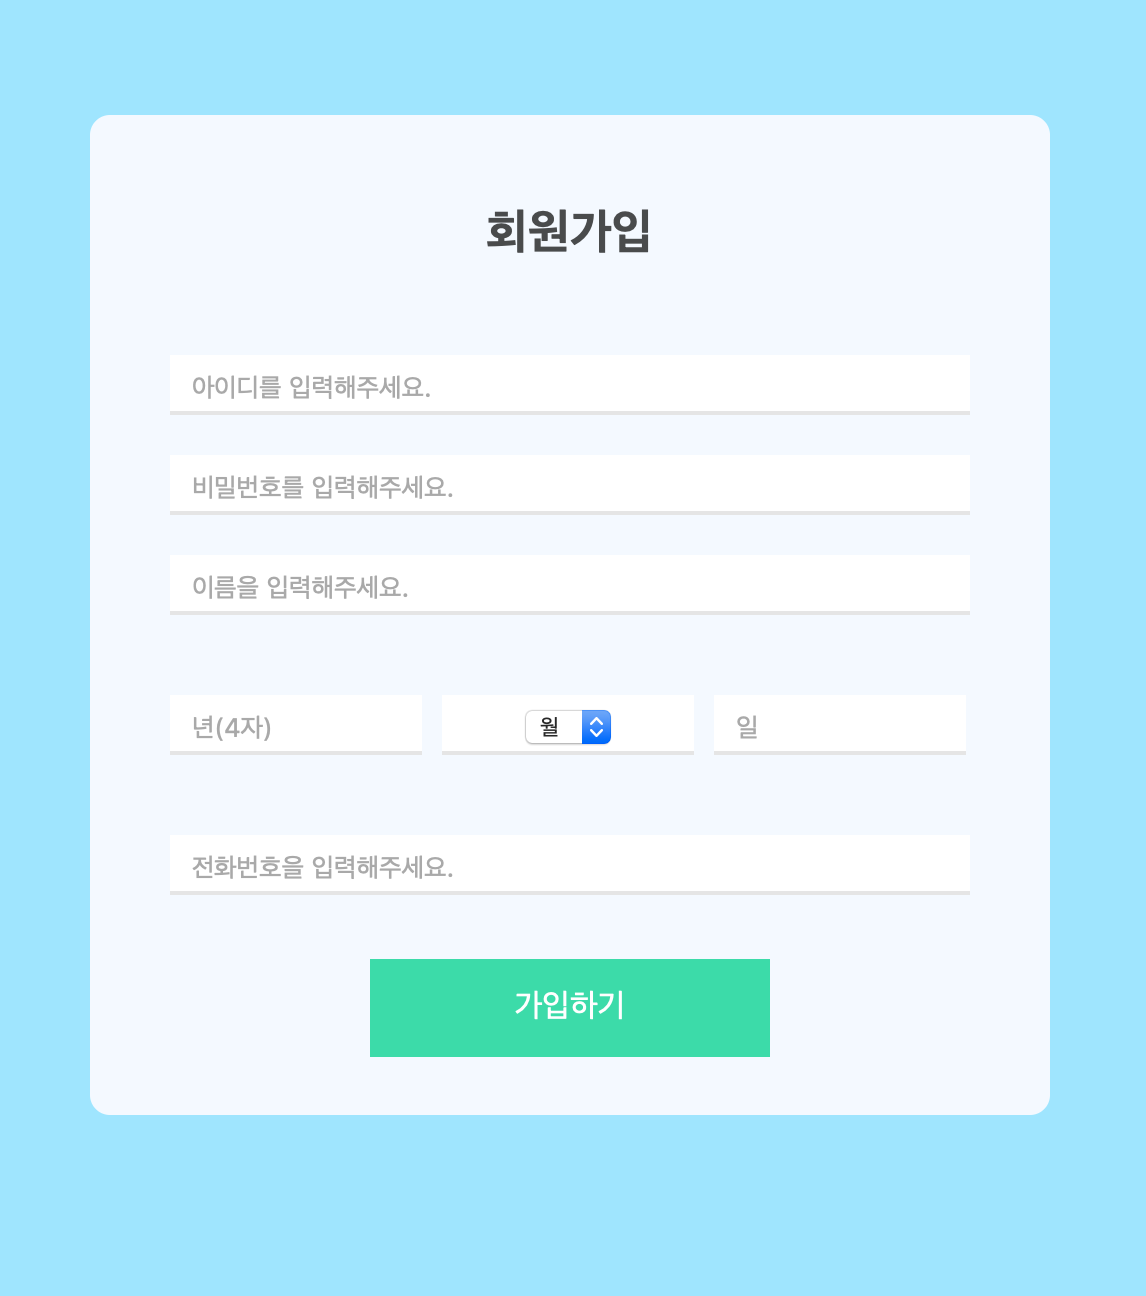 회원가입
아이디를 입력해주세요.
비밀번호를 입력해주세요.
이름을 입력해주세요.
년(4자) 월 일
전화번호을 입력해주세요.
가입하기